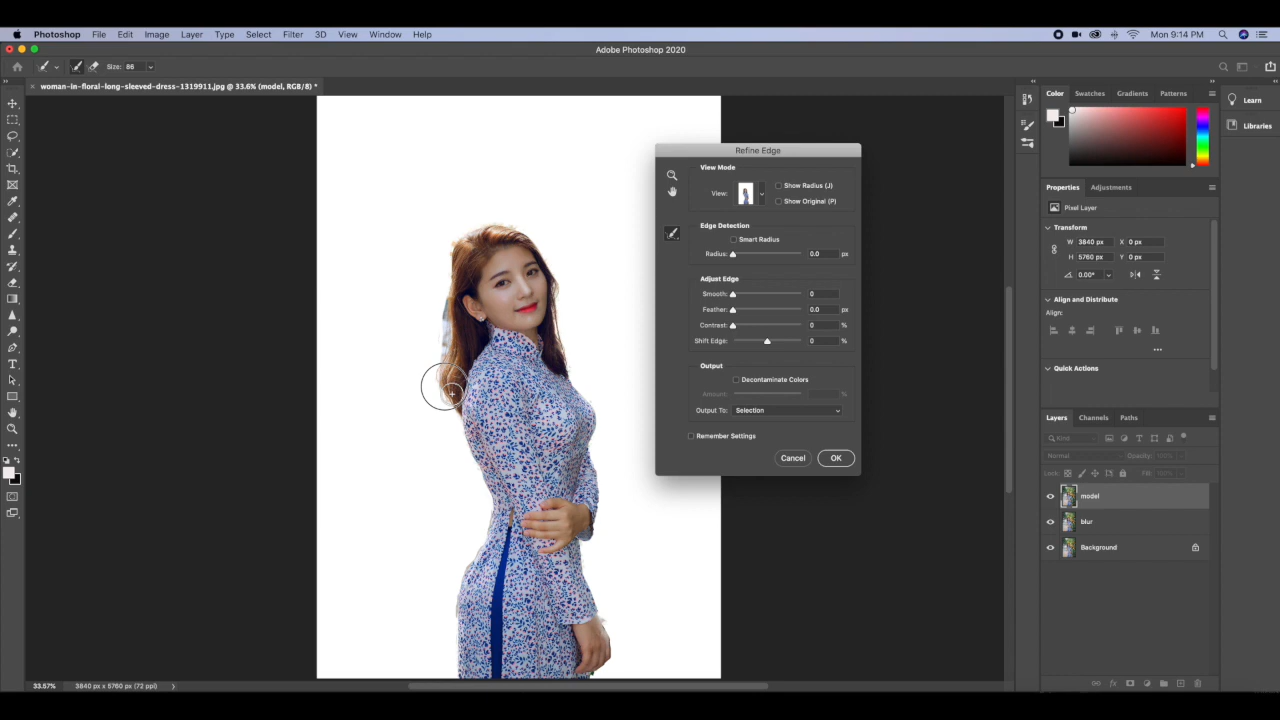 Photoshop File Edit Image Layer Type Select Filter 3D View Window Help Mon 9:14 PM
Adobe Photoshop 2020
Size: 86
woman-in-floral-long-sleeved-dress-1319911.jpg @ 33.6% (model, RGB/8) *
Color Swatches Gradients Patterns
Learn
Libraries
Refine Edge
View Mode
View:
Show Radius (J)
Show Original (P)
Edge Detection
Smart Radius
Radius: 0.0 px
Adjust Edge
Smooth: 0
Feather: 0.0 px
Contrast: 0 %
Shift Edge: 0 %
Output
Decontaminate Colors
Amount: %
Output To: Selection
Remember Settings
Cancel OK
Properties Adjustments
Pixel Layer
Transform
W 3840 px X 0 px
H 5760 px Y 0 px
0.00°
Align and Distribute
Align:
Quick Actions
Layers Channels Paths
Kind
Normal Opacity: 100%
Lock: Fill: 100%
model
blur
Background
33.57% 3840 px x 5760 px (72 ppi)